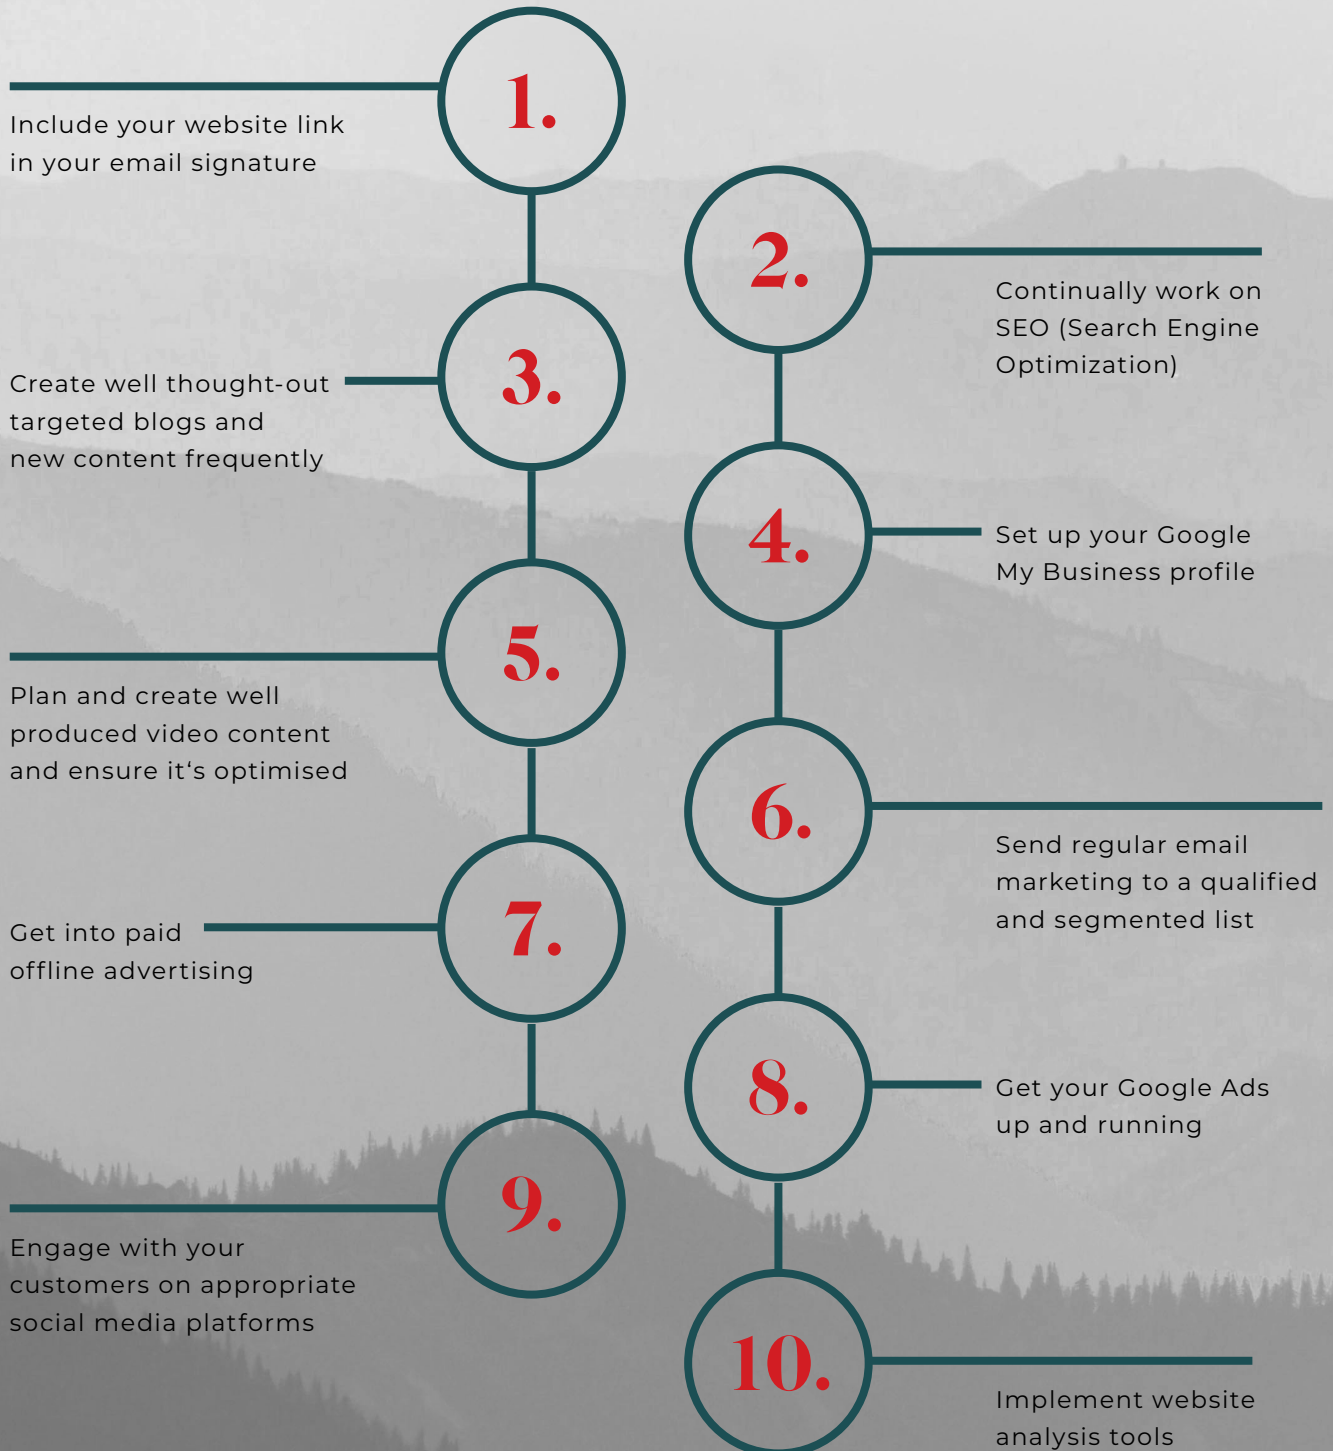 1.
Include your website link
in your email signature
2.
Continually work on
SEO (Search Engine
Optimization)
3.
Create well thought-out
targeted blogs and
new content frequently
4.
Set up your Google
My Business profile
5.
Plan and create well
produced video content
and ensure it‘s optimised
6.
Send regular email
marketing to a qualified
and segmented list
7.
Get into paid
offline advertising
8.
Get your Google Ads
up and running
9.
Engage with your
customers on appropriate
social media platforms
10.
Implement website
analysis tools